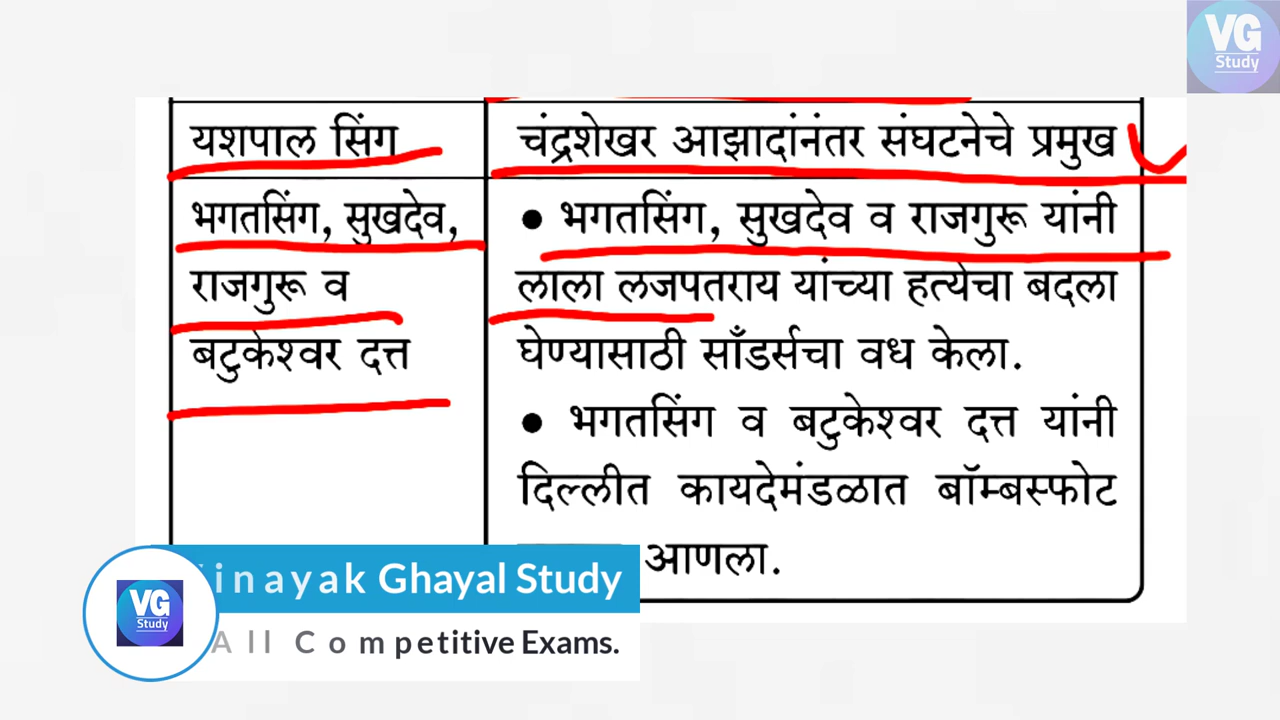 VG
Study
यशपाल सिंग
चंद्रशेखर आझादांनंतर संघटनेचे प्रमुख
भगतसिंग, सुखदेव,
राजगुरू व
बटुकेश्वर दत्त
● भगतसिंग, सुखदेव व राजगुरू यांनी
लाला लजपतराय यांच्या हत्येचा बदला
घेण्यासाठी साँडर्सचा वध केला.
● भगतसिंग व बटुकेश्वर दत्त यांनी
दिल्लीत कायदेमंडळात बॉम्बस्फोट
आणला.
VG
Study
Ghayal Study
All Competitive Exams.